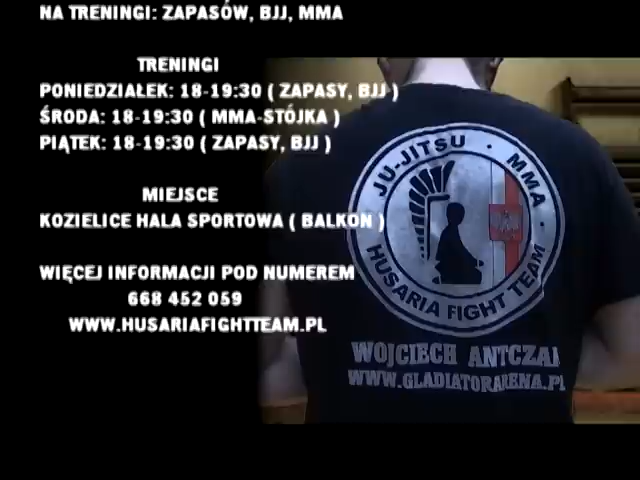 NA TRENINGI: ZAPASÓW, BJJ, MMA
TRENINGI
PONIEDZIAŁEK: 18-19:30 ( ZAPASY, BJJ )
ŚRODA: 18-19:30 ( MMA-STÓJKA )
PIĄTEK: 18-19:30 ( ZAPASY, BJJ )
MIEJSCE
KOZIELICE HALA SPORTOWA ( BALKON )
WIĘCEJ INFORMACJI POD NUMEREM
668 452 059
WWW.HUSARIAFIGHTTEAM.PL
JU-JITSU · MMA ·
HUSARIA FIGHT TEAM
WOJCIECH ANTCZAK
WWW.GLADIATORARENA.PL